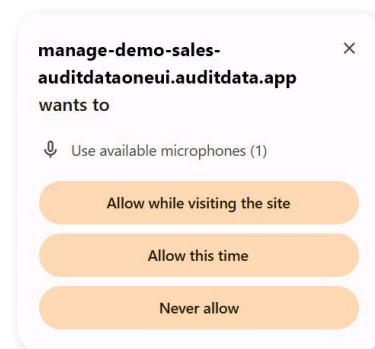 manage-demo-sales-
auditdataoneui.auditdata.app
wants to
Use available microphones (1)
Allow while visiting the site
Allow this time
Never allow